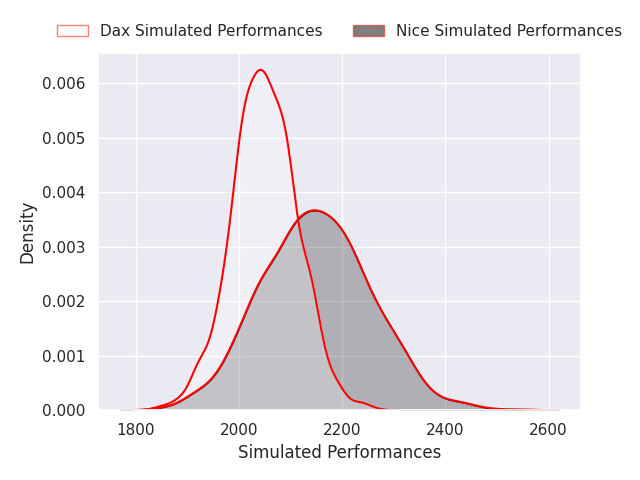 Dax Simulated Performances Nice Simulated Performances
0.006
0.005
0.004
0.003
0.002
0.001
0.000
Density
1800 2000 2200 2400 2600
Simulated Performances